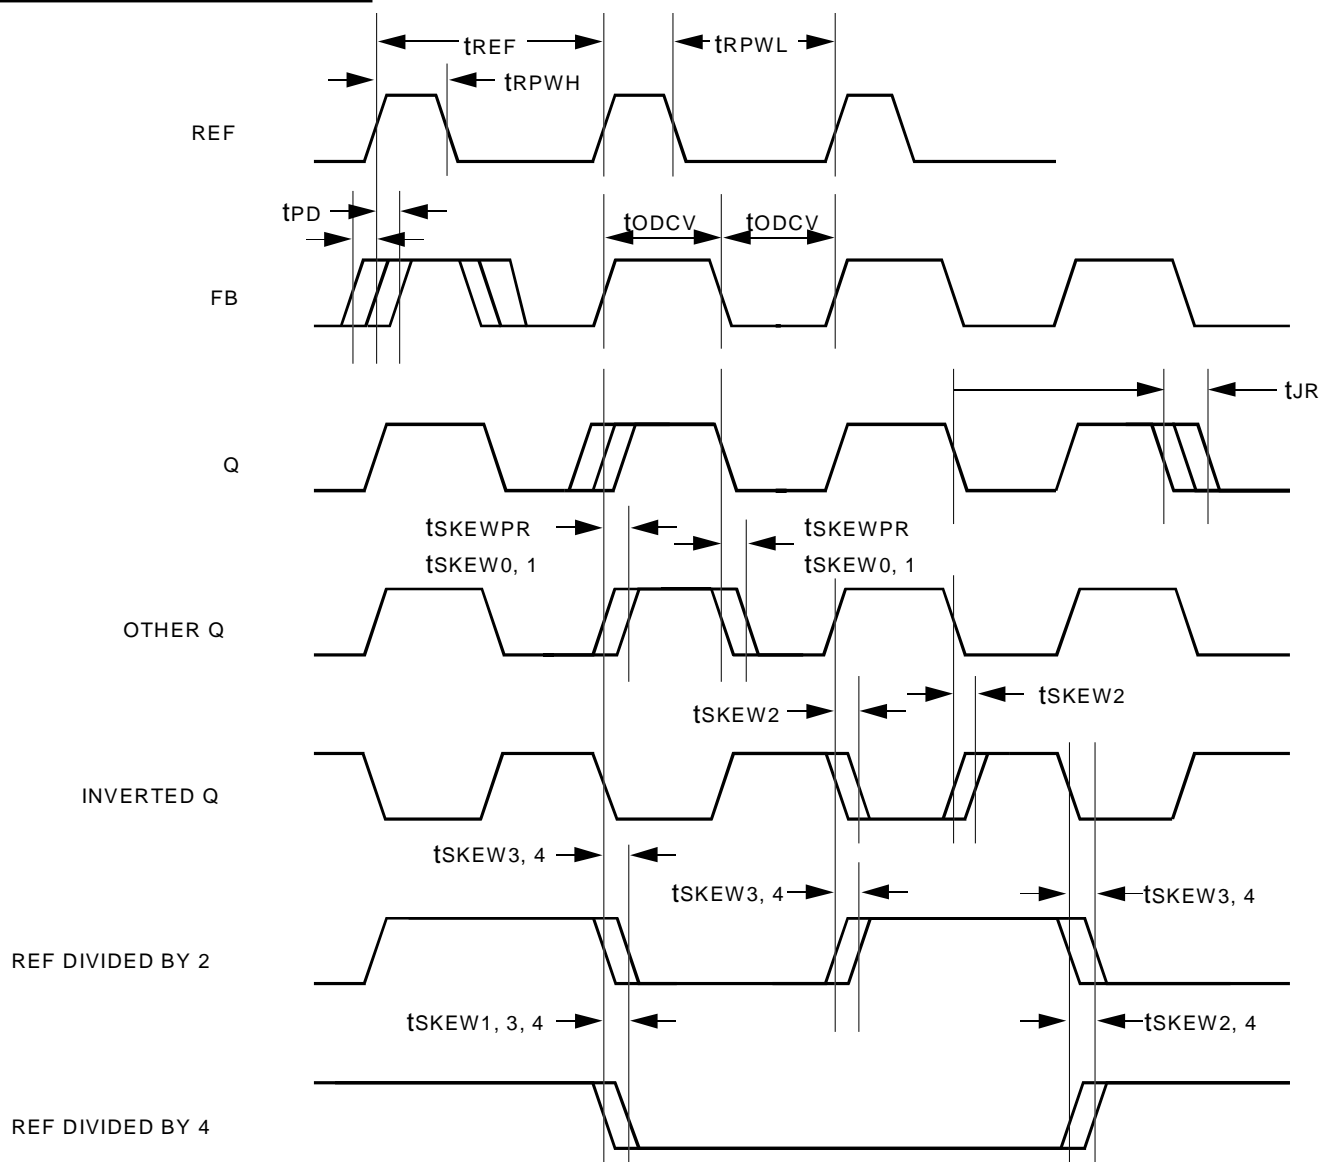 tREF
tRPWL
tRPWH
REF
tPD
tODCV
tODCV
FB
tJR
Q
tSKEWPR
tSKEW0, 1
tSKEWPR
tSKEW0, 1
OTHER Q
tSKEW2
tSKEW2
INVERTED Q
tSKEW3, 4
tSKEW3, 4
tSKEW3, 4
REF DIVIDED BY 2
tSKEW1, 3, 4
tSKEW2, 4
REF DIVIDED BY 4